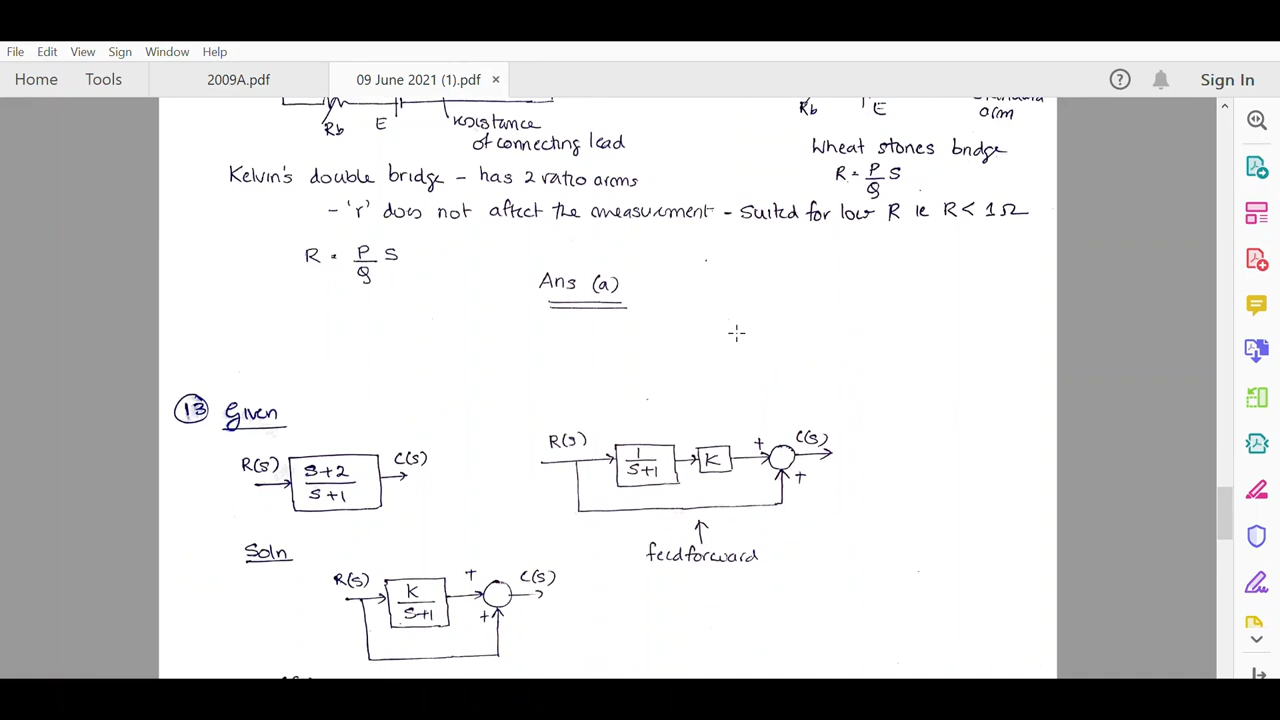 File Edit View Sign Window Help
Home Tools 2009A.pdf 09 June 2021 (1).pdf × Sign In
Rb E Resistance
of connecting lead
Rb E
arm
Wheat stones bridge
R = P/Q S
Kelvin's double bridge - has 2 ratio arms
- 'r' does not affect the measurement - suited for low R ie R < 1 Ω
R = P/Q S
Ans (a)
13 Given
R(s) s+2/s+1 C(s)
R(s) 1/s+1 K + C(s)
+
feedforward
Soln
R(s) K/s+1 + C(s)
+